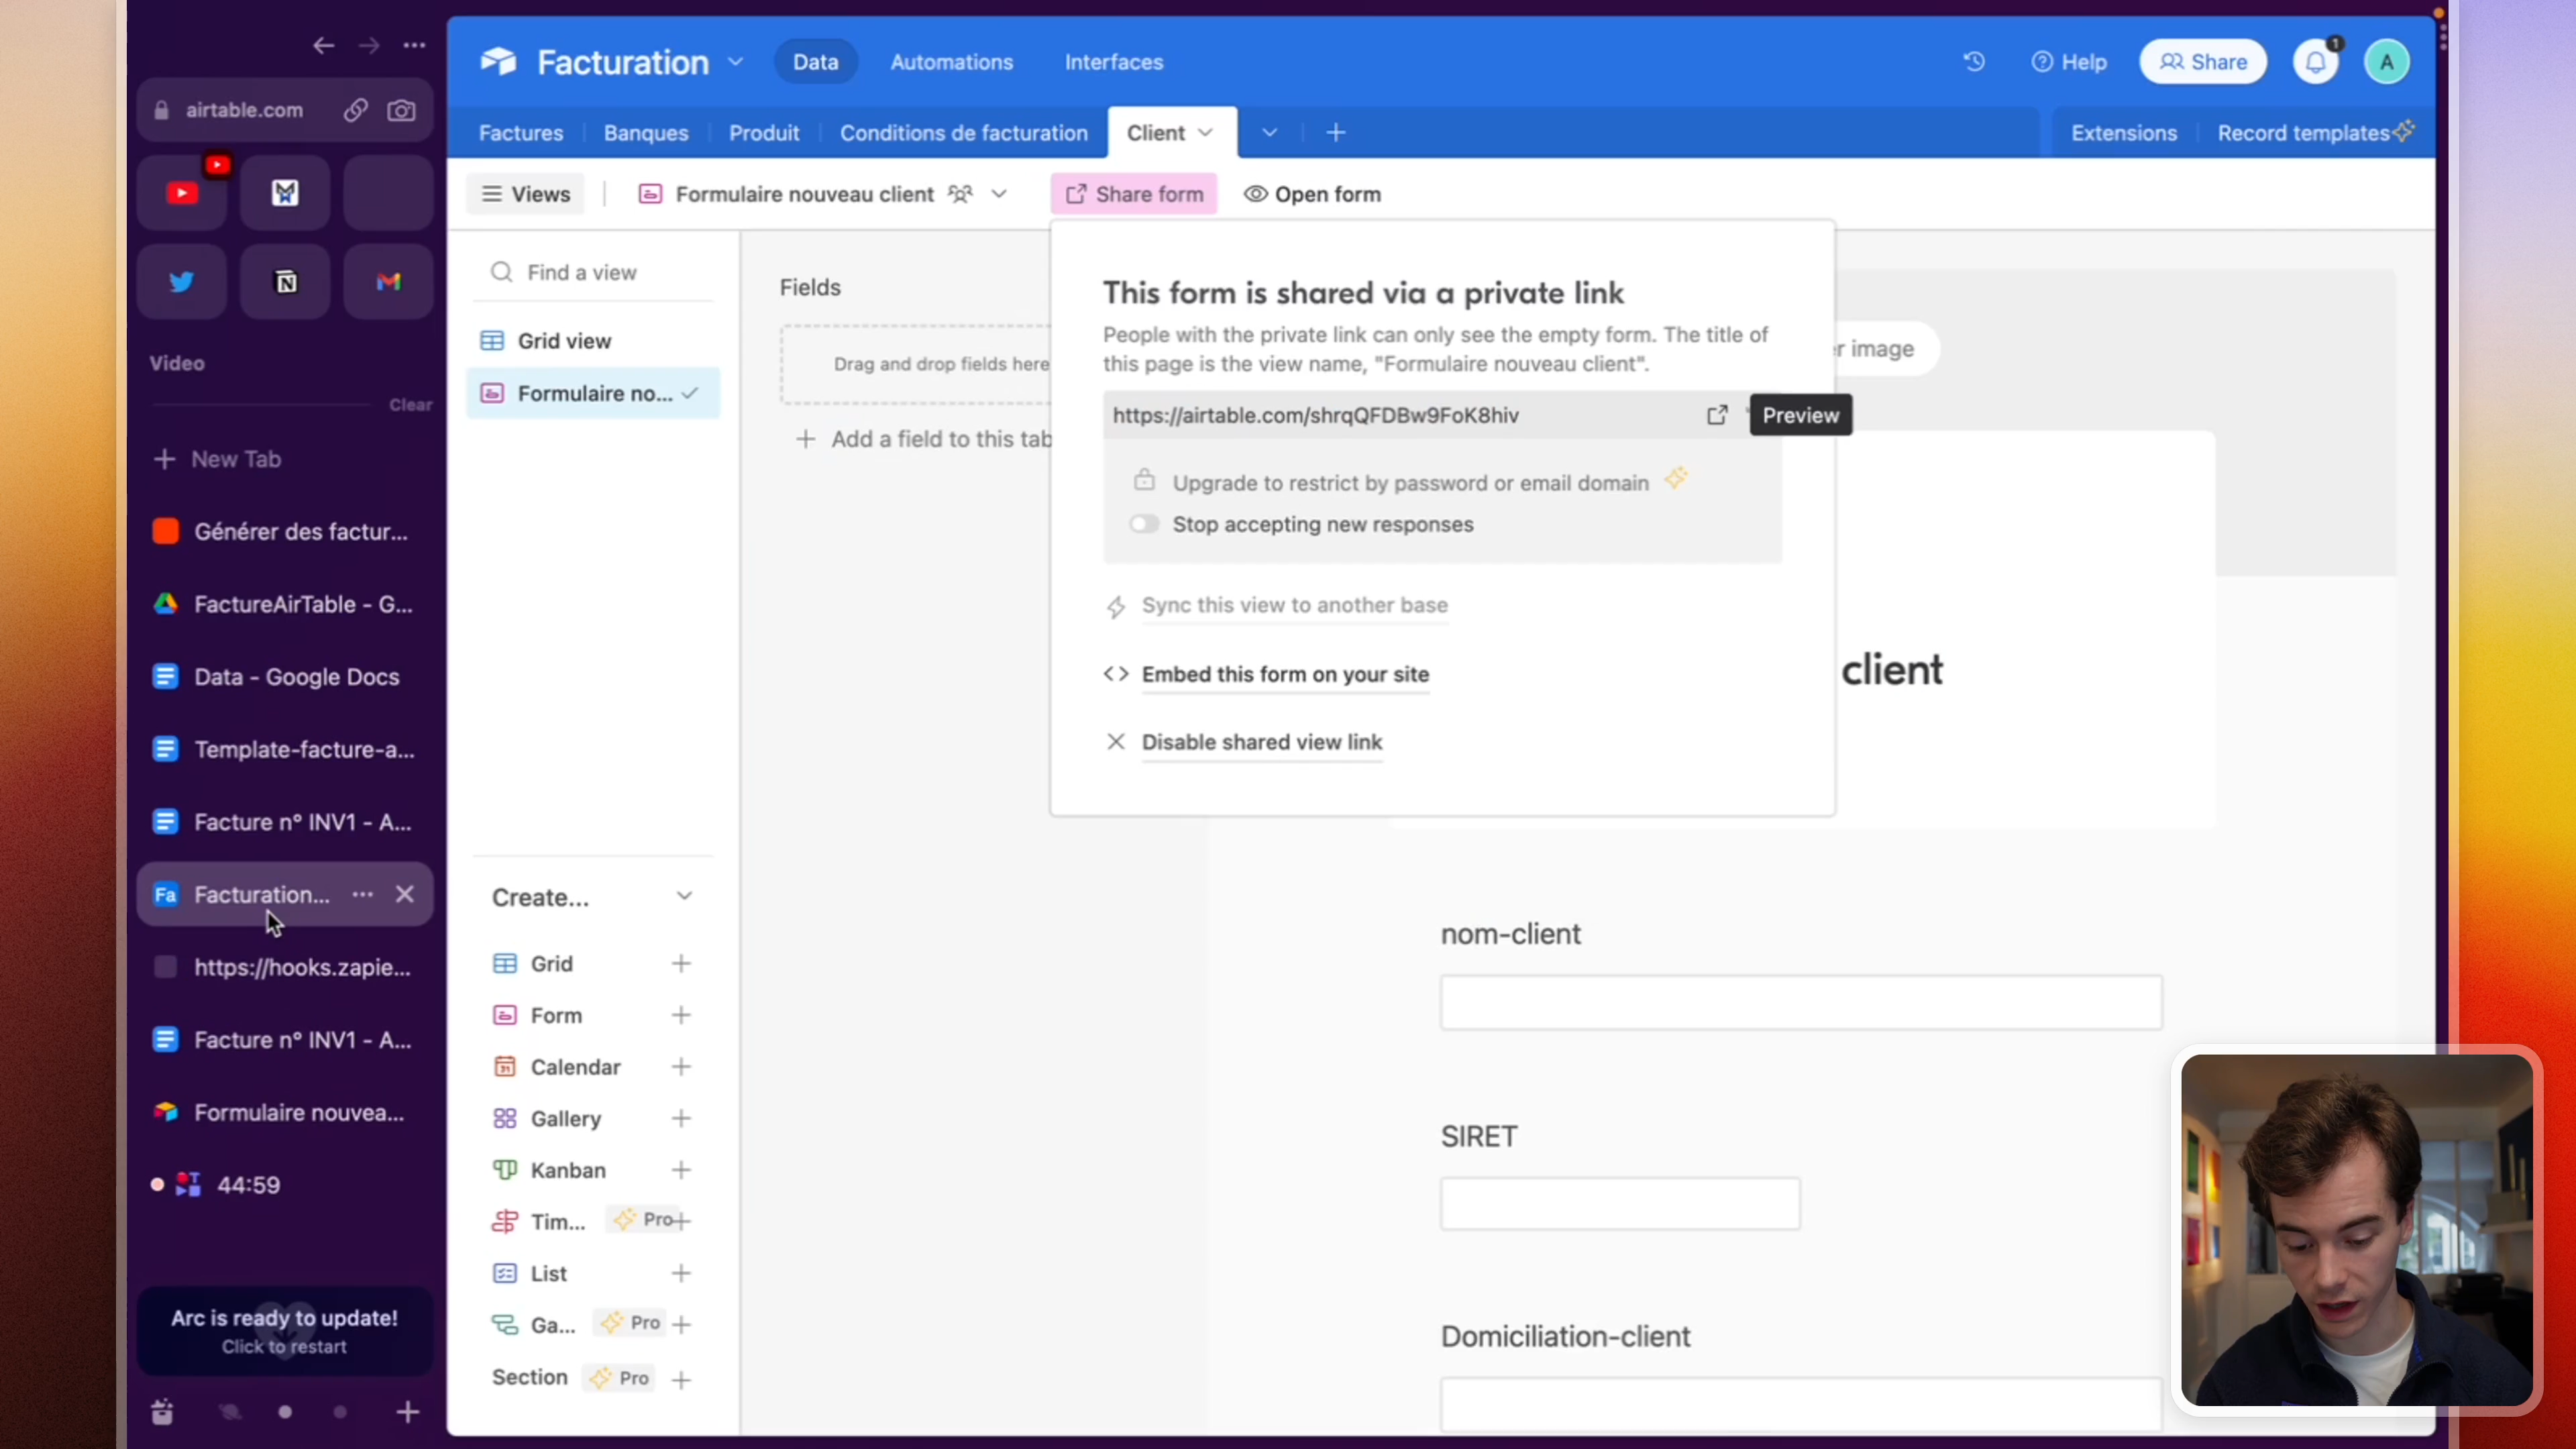 airtable.com
Video
Clear
New Tab
Générer des factur...
FactureAirTable - G...
Data - Google Docs
Template-facture-a...
Facture n° INV1 - A...
Fa Facturation...
https://hooks.zapie...
Facture n° INV1 - A...
Formulaire nouvea...
44:59
Arc is ready to update!
Click to restart
Facturation
Data
Automations
Interfaces
Help
Share
1
A
Factures
Banques
Produit
Conditions de facturation
Client
Extensions
Record templates
Views
Formulaire nouveau client
Share form
Open form
Find a view
Grid view
Formulaire no...
Create...
Grid
Form
Calendar
Gallery
Kanban
Tim... Pro
List
Ga... Pro
Section Pro
Fields
Drag and drop fields here
Add a field to this tab
This form is shared via a private link
People with the private link can only see the empty form. The title of
this page is the view name, "Formulaire nouveau client".
https://airtable.com/shrqQFDBw9FoK8hiv
Preview
Upgrade to restrict by password or email domain
Stop accepting new responses
Sync this view to another base
Embed this form on your site
Disable shared view link
r image
client
nom-client
SIRET
Domiciliation-client